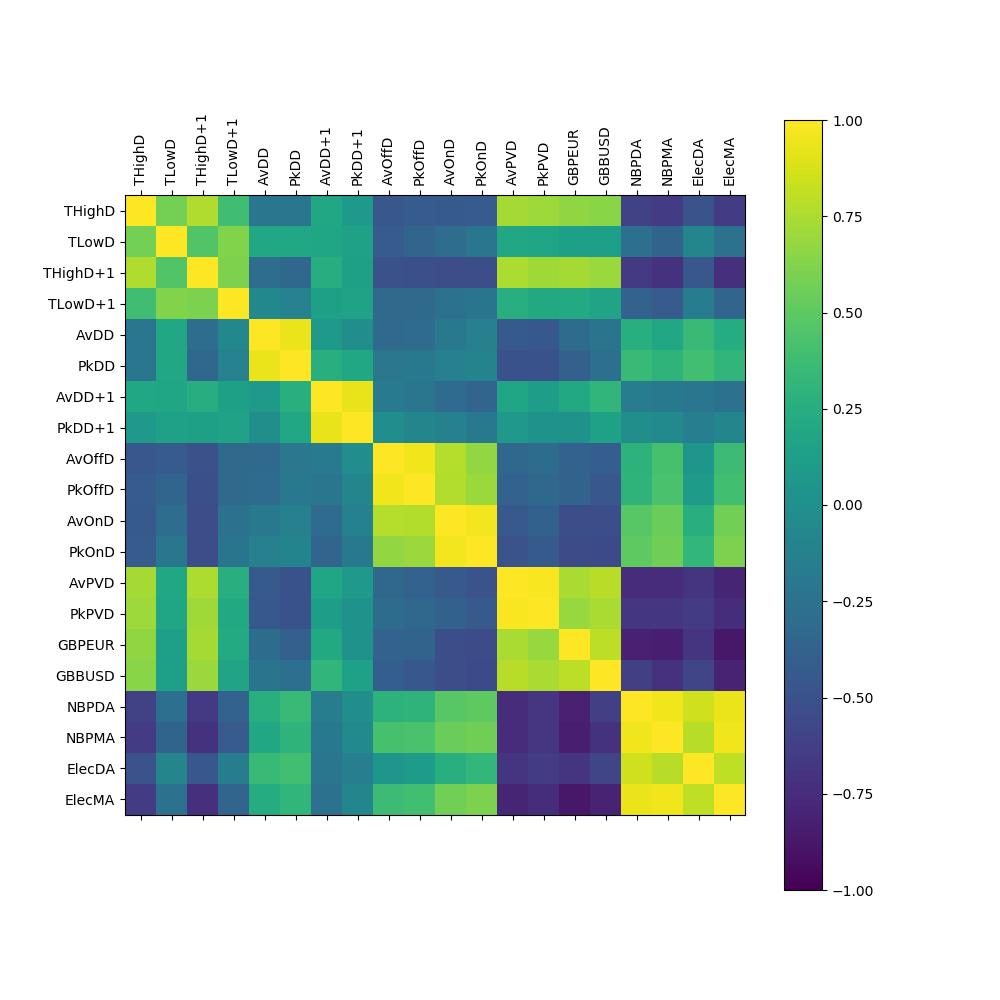 THighD
TLowD
THighD+1
TLowD+1
AvDD
PkDD
AvDD+1
PkDD+1
AvOffD
PkOffD
AvOnD
PkOnD
AvPVD
PkPVD
GBPEUR
GBBUSD
NBPDA
NBPMA
ElecDA
ElecMA
THighD
TLowD
THighD+1
TLowD+1
AvDD
PkDD
AvDD+1
PkDD+1
AvOffD
PkOffD
AvOnD
PkOnD
AvPVD
PkPVD
GBPEUR
GBBUSD
NBPDA
NBPMA
ElecDA
ElecMA
1.00
0.75
0.50
0.25
0.00
−0.25
−0.50
−0.75
−1.00